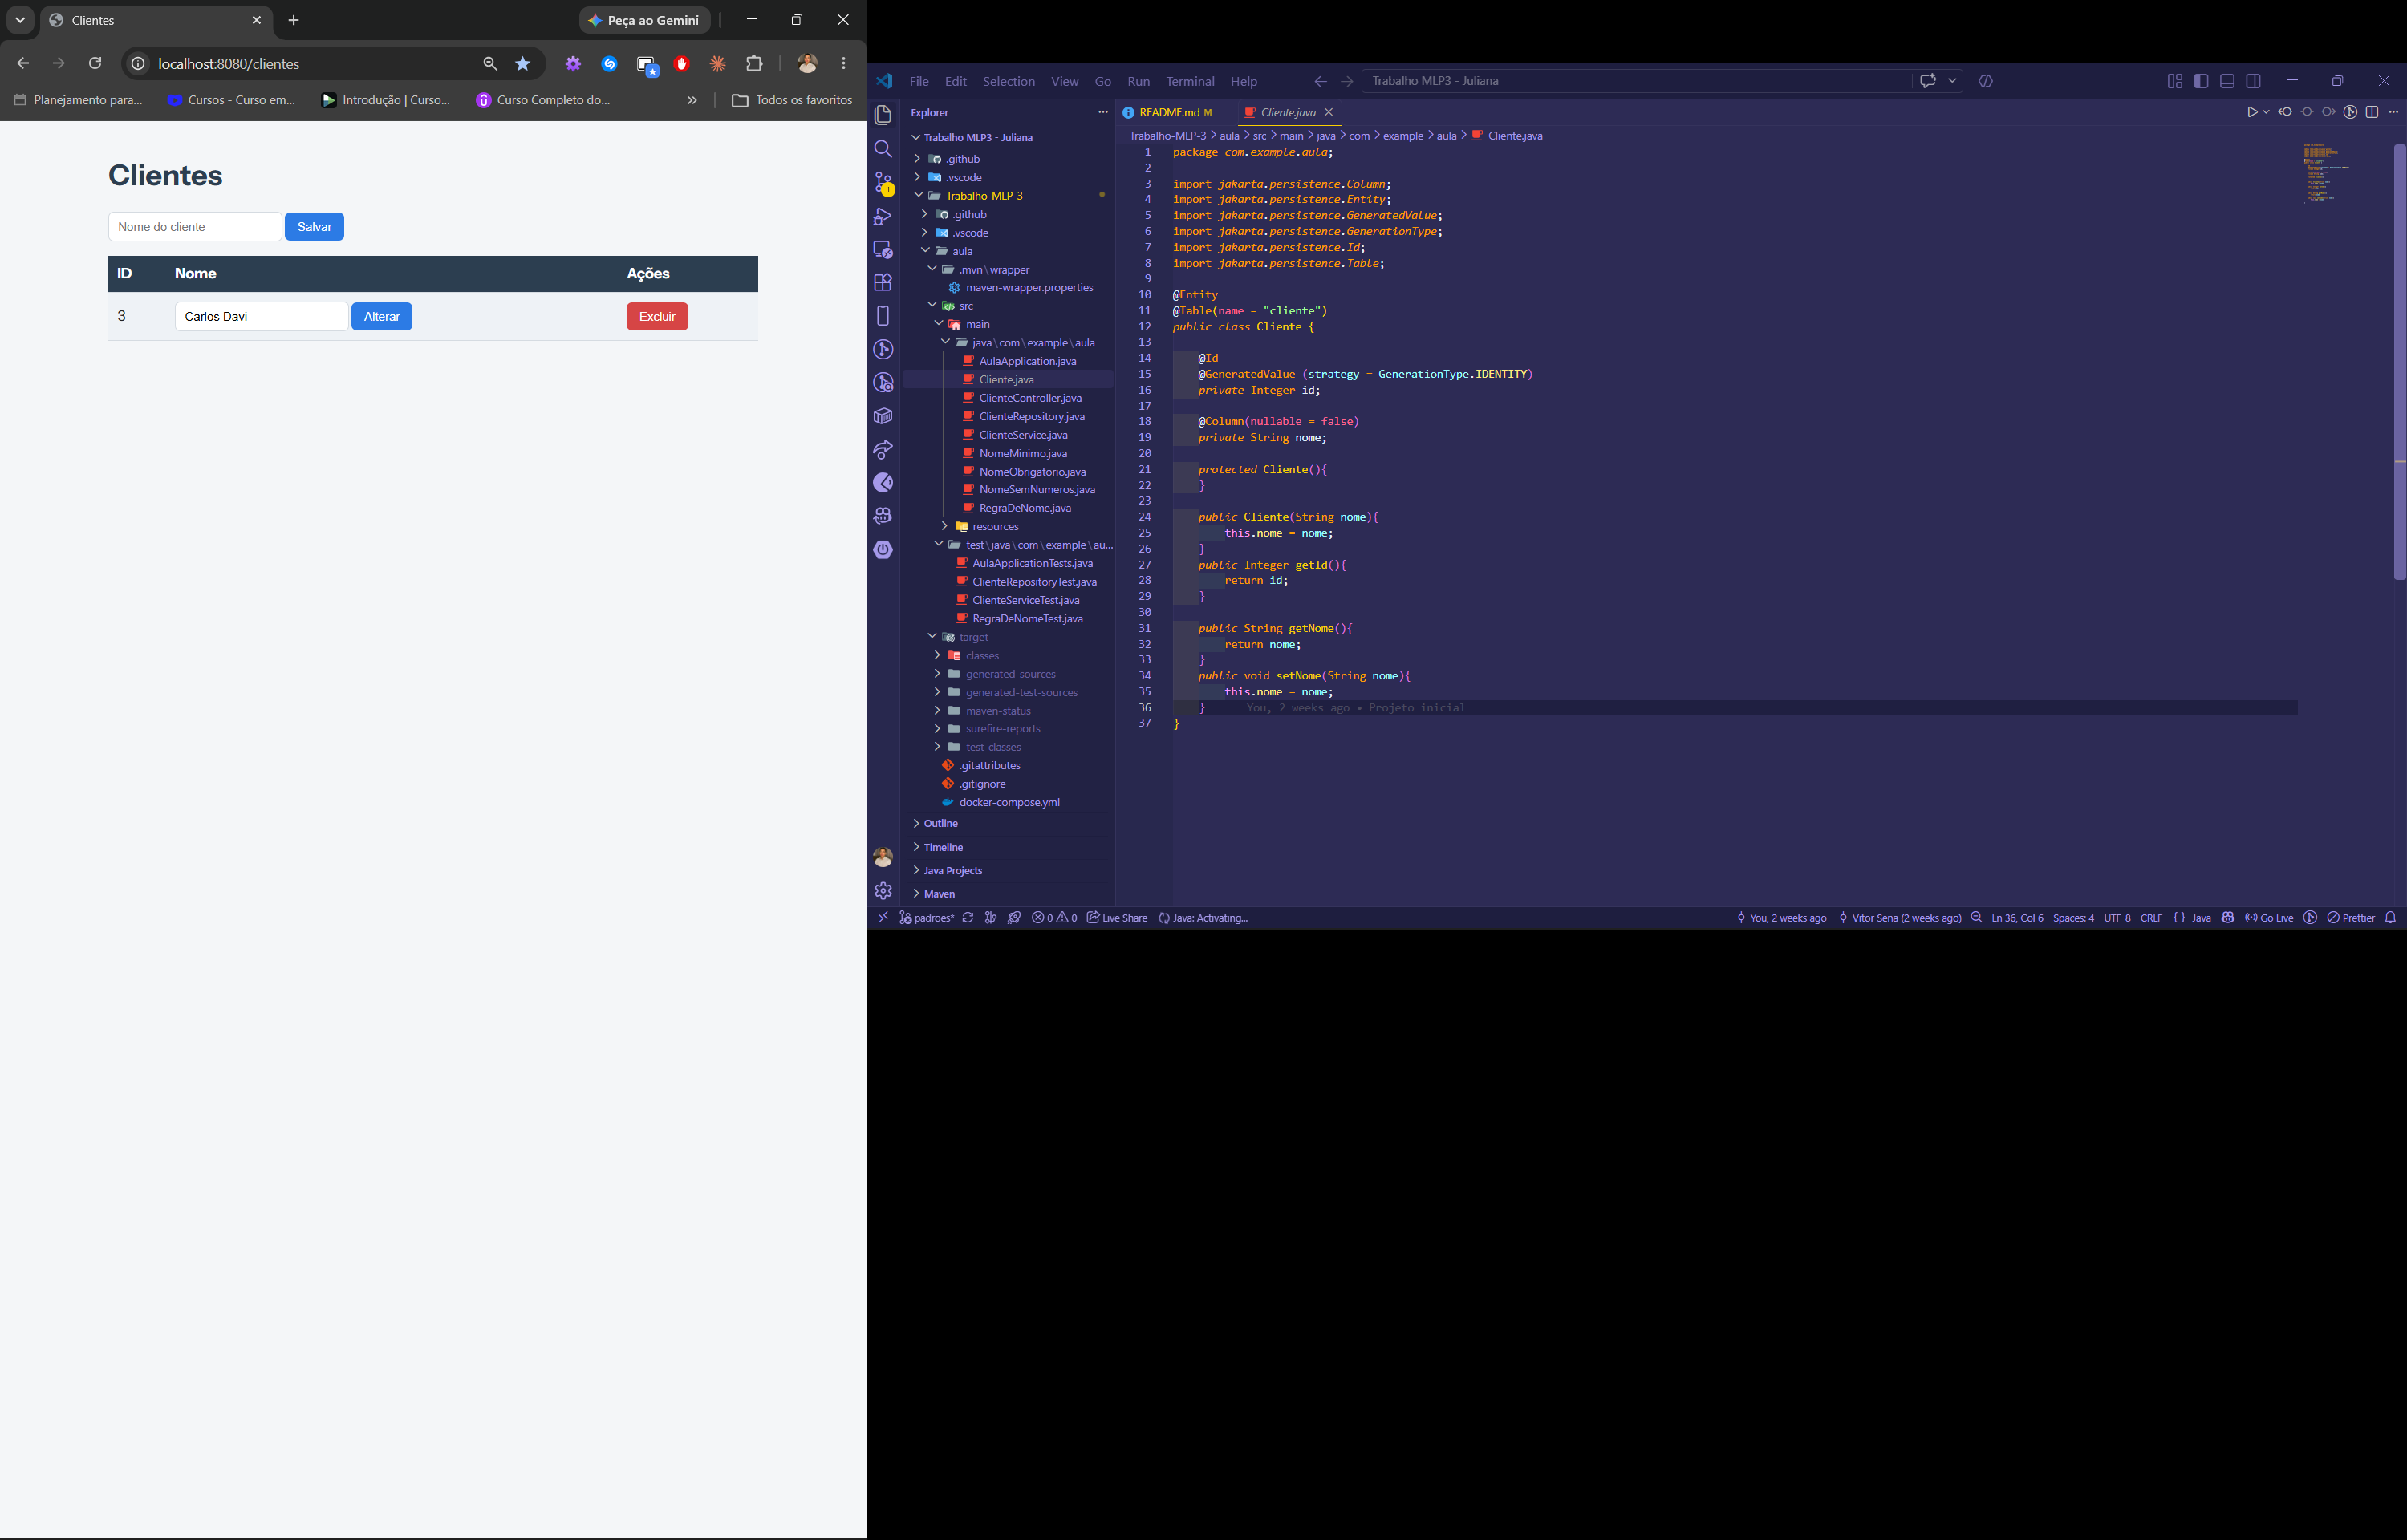 Clientes
Peça ao Gemini
localhost:8080/clientes
Planejamento para...
Cursos - Curso em...
Introdução | Curso...
Curso Completo do...
»
Todos os favoritos
Clientes
Nome do cliente
Salvar
ID Nome Ações
3 Carlos Davi Alterar Excluir
File Edit Selection View Go Run Terminal Help
Trabalho MLP3 - Juliana
Explorer
Trabalho MLP3 - Juliana
.github
.vscode
Trabalho-MLP-3
.github
.vscode
aula
.mvn \ wrapper
maven-wrapper.properties
src
main
java \ com \ example \ aula
AulaApplication.java
Cliente.java
ClienteController.java
ClienteRepository.java
ClienteService.java
NomeMinimo.java
NomeObrigatorio.java
NomeSemNumeros.java
RegraDeNome.java
resources
test \ java \ com \ example \ au...
AulaApplicationTests.java
ClienteRepositoryTest.java
ClienteServiceTest.java
RegraDeNomeTest.java
target
classes
generated-sources
generated-test-sources
maven-status
surefire-reports
test-classes
.gitattributes
.gitignore
docker-compose.yml
Outline
Timeline
Java Projects
Maven
1
README.md M
Cliente.java
Trabalho-MLP-3 > aula > src > main > java > com > example > aula > Cliente.java
1 package com.example.aula;
2
3 import jakarta.persistence.Column;
4 import jakarta.persistence.Entity;
5 import jakarta.persistence.GeneratedValue;
6 import jakarta.persistence.GenerationType;
7 import jakarta.persistence.Id;
8 import jakarta.persistence.Table;
9
10 @Entity
11 @Table(name = "cliente")
12 public class Cliente {
13
14 @Id
15 @GeneratedValue (strategy = GenerationType.IDENTITY)
16 private Integer id;
17
18 @Column(nullable = false)
19 private String nome;
20
21 protected Cliente(){
22 }
23
24 public Cliente(String nome){
25 this.nome = nome;
26 }
27 public Integer getId(){
28 return id;
29 }
30
31 public String getNome(){
32 return nome;
33 }
34 public void setNome(String nome){
35 this.nome = nome;
36 } You, 2 weeks ago • Projeto inicial
37 }
padroes* 0 0 Live Share Java: Activating... You, 2 weeks ago Vitor Sena (2 weeks ago) Ln 36, Col 6 Spaces: 4 UTF-8 CRLF { } Java Go Live Prettier